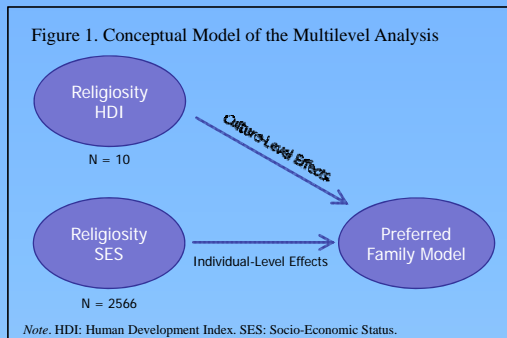 Figure 1. Conceptual Model of the Multilevel Analysis
Religiosity
HDI
N = 10
Culture-Level Effects
Religiosity
SES
N = 2566
Individual-Level Effects
Preferred
Family Model
Note. HDI: Human Development Index. SES: Socio-Economic Status.